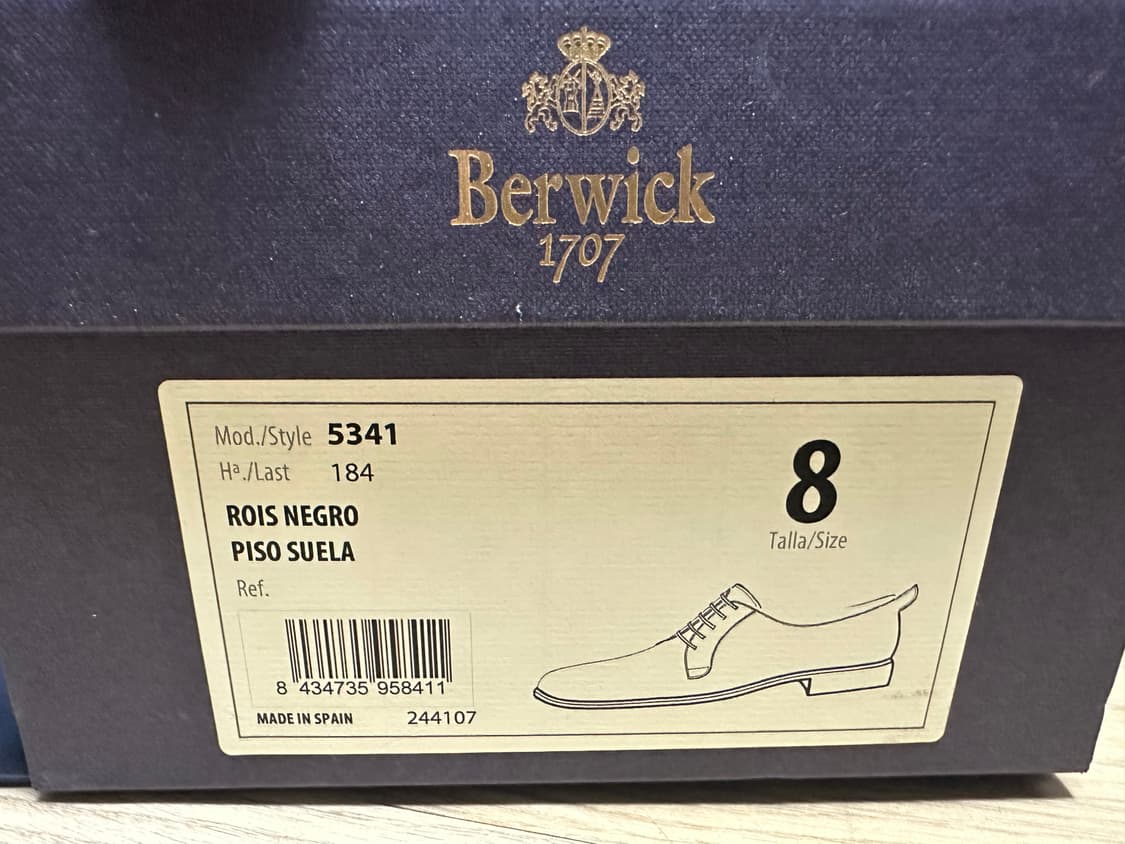 Berwick
1707
Mod./Style 5341
Hª./Last 184
ROIS NEGRO
PISO SUELA
Ref.
8
Talla/Size
8 434735 958411
MADE IN SPAIN 244107